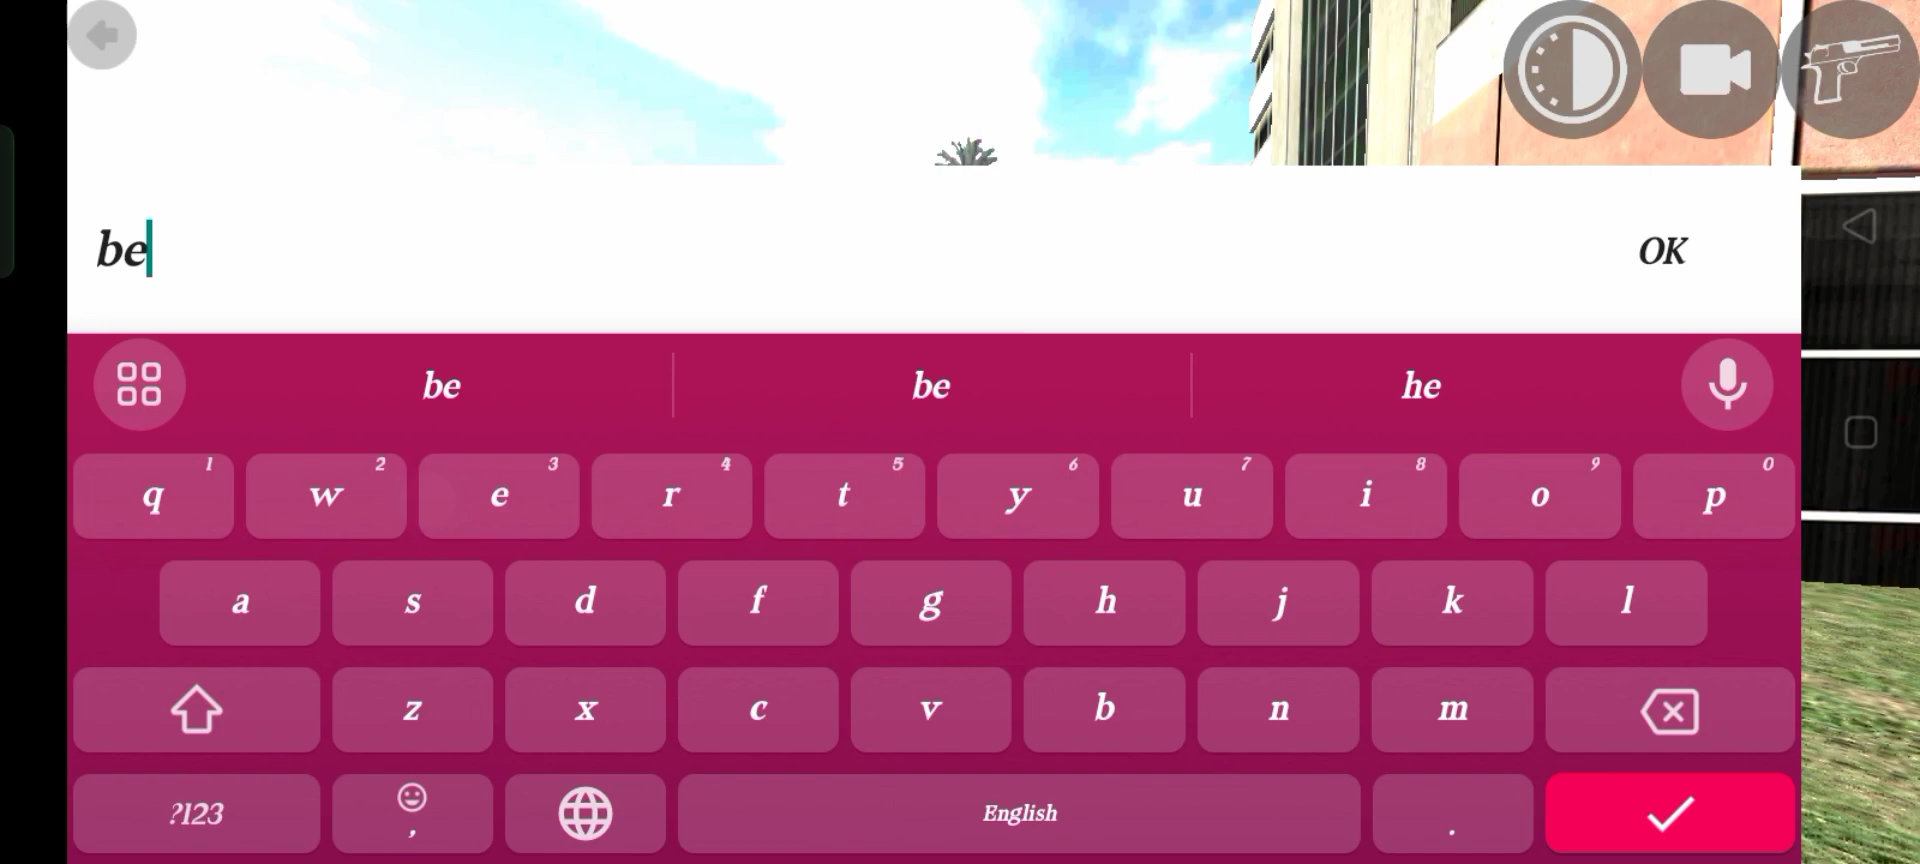 be
OK
be be he
1 2 3 4 5 6 7 8 9 0
q w e r t y u i o p
a s d f g h j k l
z x c v b n m
?123 , English .